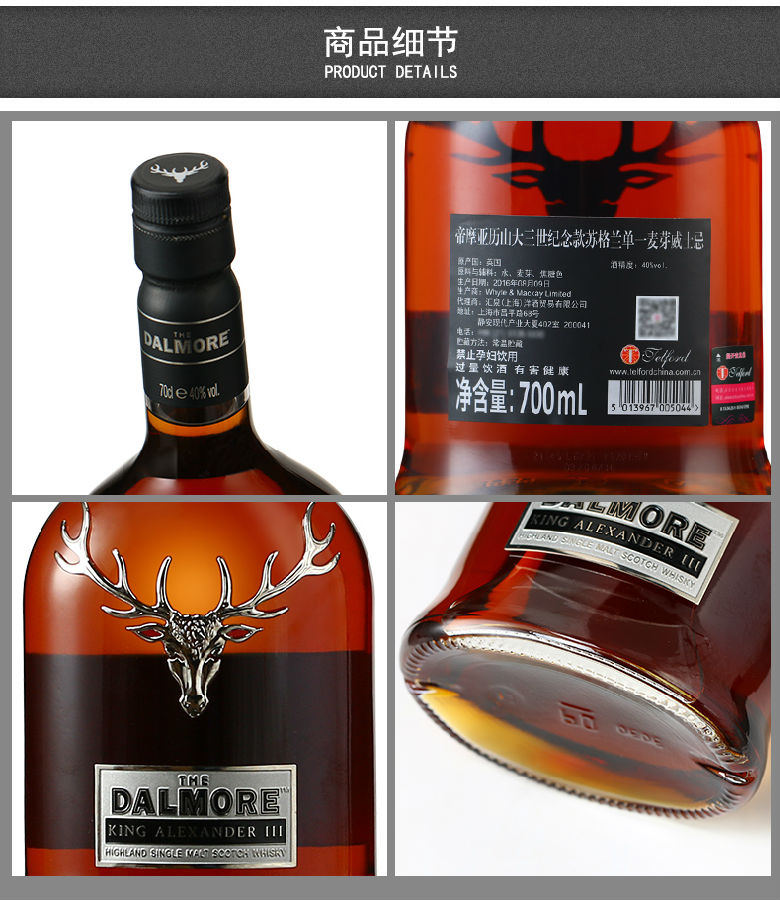 商品细节
PRODUCT DETAILS
THE
DALMORE
70cl e 40% vol.
帝摩亚历山大三世纪念款苏格兰单一麦芽威士忌
原产国：英国
酒精度：40%vol.
原料与辅料：水、麦芽、焦糖色
生产日期：2016年08月09日
生产商：Whyte & Mackay Limited
代理商：汇泉(上海)洋酒贸易有限公司
地址：上海市昌平路68号
静安现代产业大厦402室 200041
电话：
贮藏方法：常温贮藏
禁止孕妇饮用
过量饮酒 有害健康
净含量:700mL
Telford
www.telfordchina.com.cn
5 013967 005044
Telford
THE
DALMORE
KING ALEXANDER III
HIGHLAND SINGLE MALT SCOTCH WHISKY
DALMORE
KING ALEXANDER III
HIGHLAND SINGLE MALT SCOTCH WHISKY